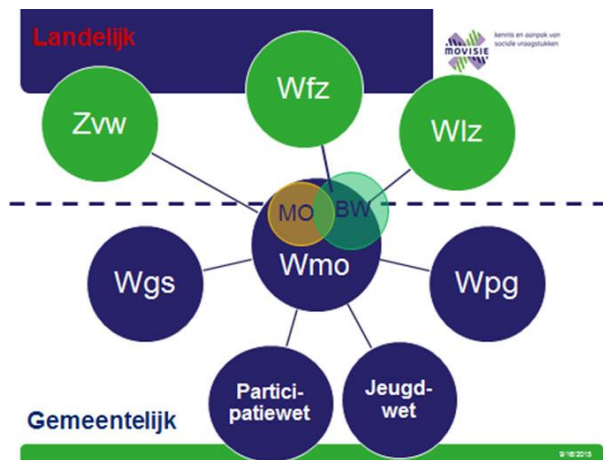 Landelijk
MOVISIE
kennis en aanpak van
sociale vraagstukken
Zvw
Wfz
Wlz
MO
BW
Wmo
Wgs
Wpg
Partici-
patiewet
Jeugd-
wet
Gemeentelijk
9/16/2015